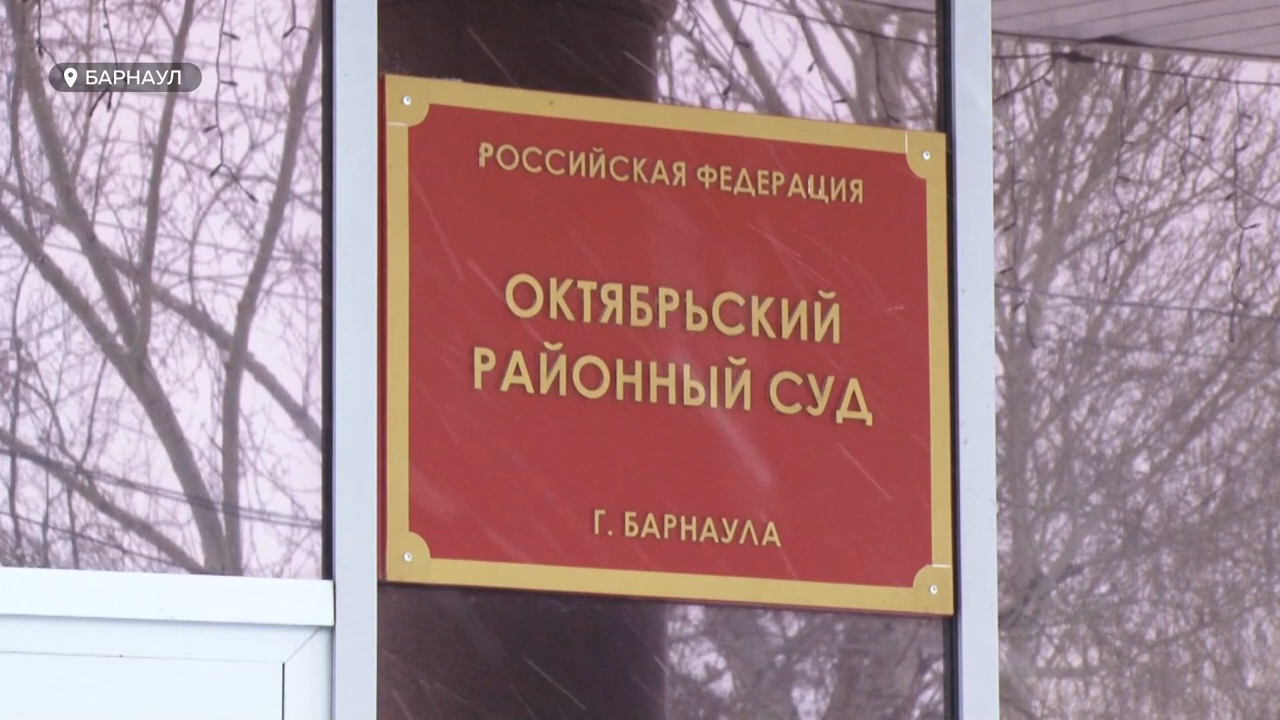 БАРНАУЛ
РОССИЙСКАЯ ФЕДЕРАЦИЯ
ОКТЯБРЬСКИЙ
РАЙОННЫЙ СУД
Г. БАРНАУЛА